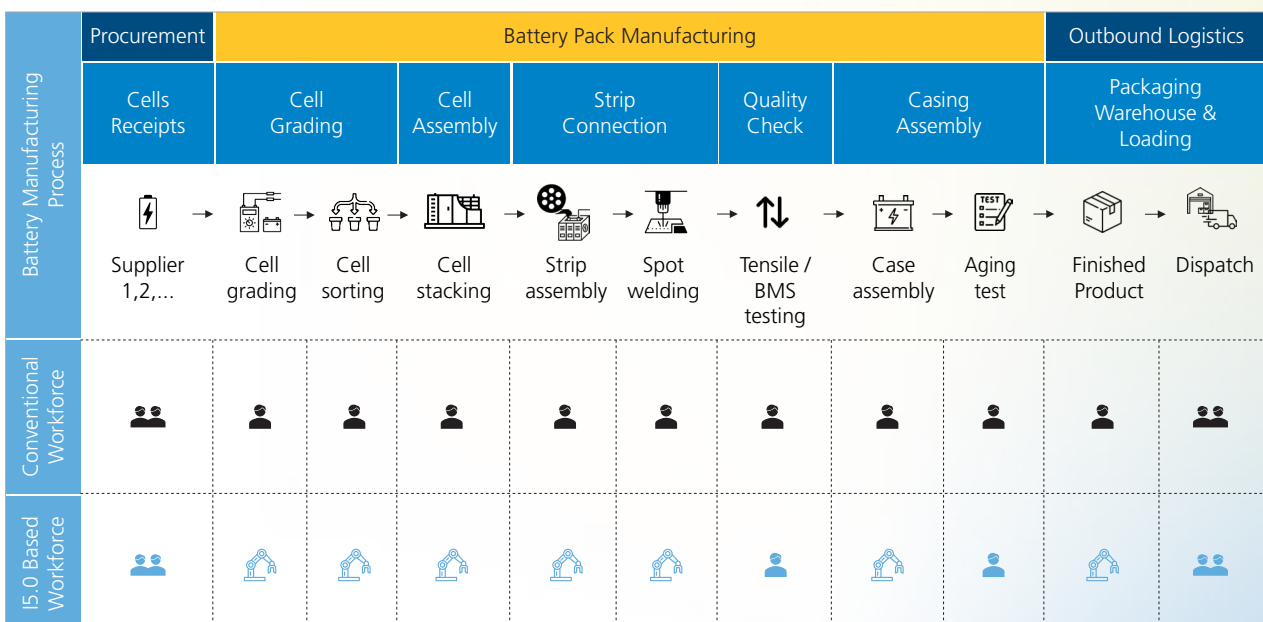 Battery Manufacturing
Process
Procurement
Battery Pack Manufacturing
Outbound Logistics
Cells
Receipts
Cell
Grading
Cell
Assembly
Strip
Connection
Quality
Check
Casing
Assembly
Packaging
Warehouse &
Loading
TEST
Supplier
1,2,...
Cell
grading
Cell
sorting
Cell
stacking
Strip
assembly
Spot
welding
Tensile /
BMS
testing
Case
assembly
Aging
test
Finished
Product
Dispatch
Conventional
Workforce
I5.0 Based
Workforce